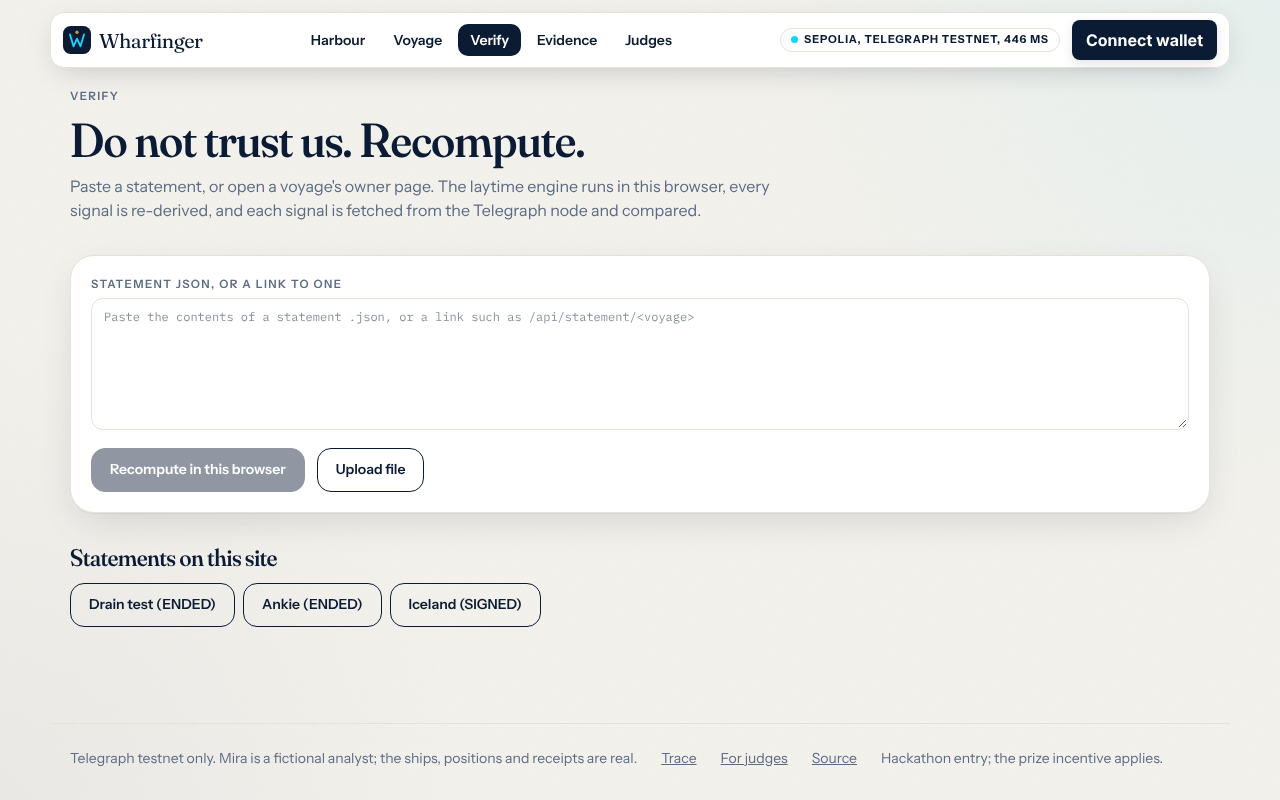 Wharfinger
Harbour
Voyage
Verify
Evidence
Judges
SEPOLIA, TELEGRAPH TESTNET, 446 MS
Connect wallet
VERIFY
Do not trust us. Recompute.
Paste a statement, or open a voyage's owner page. The laytime engine runs in this browser, every
signal is re-derived, and each signal is fetched from the Telegraph node and compared.
STATEMENT JSON, OR A LINK TO ONE
Paste the contents of a statement .json, or a link such as /api/statement/<voyage>
Recompute in this browser
Upload file
Statements on this site
Drain test (ENDED)
Ankie (ENDED)
Iceland (SIGNED)
Telegraph testnet only. Mira is a fictional analyst; the ships, positions and receipts are real.
Trace
For judges
Source
Hackathon entry; the prize incentive applies.